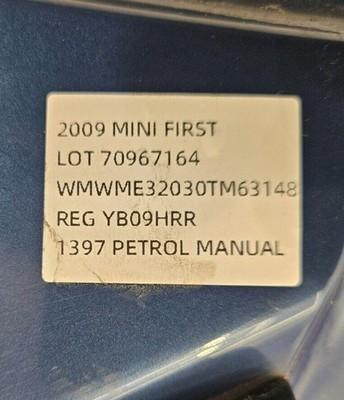 2009 MINI FIRST
LOT 70967164
WMWME32030TM63148
REG YB09HRR
1397 PETROL MANUAL